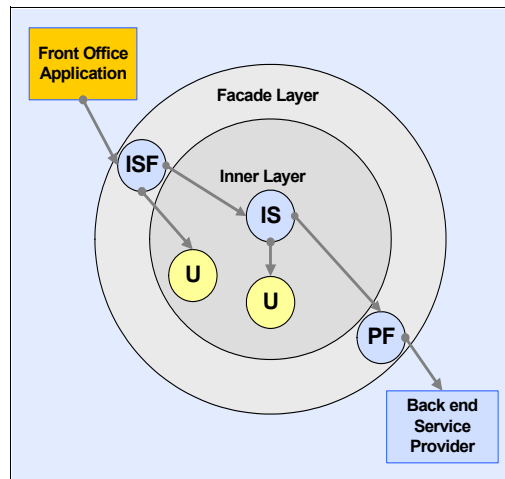 Front Office
Application
Facade Layer
ISF
Inner Layer
IS
U
U
PF
Back end
Service
Provider